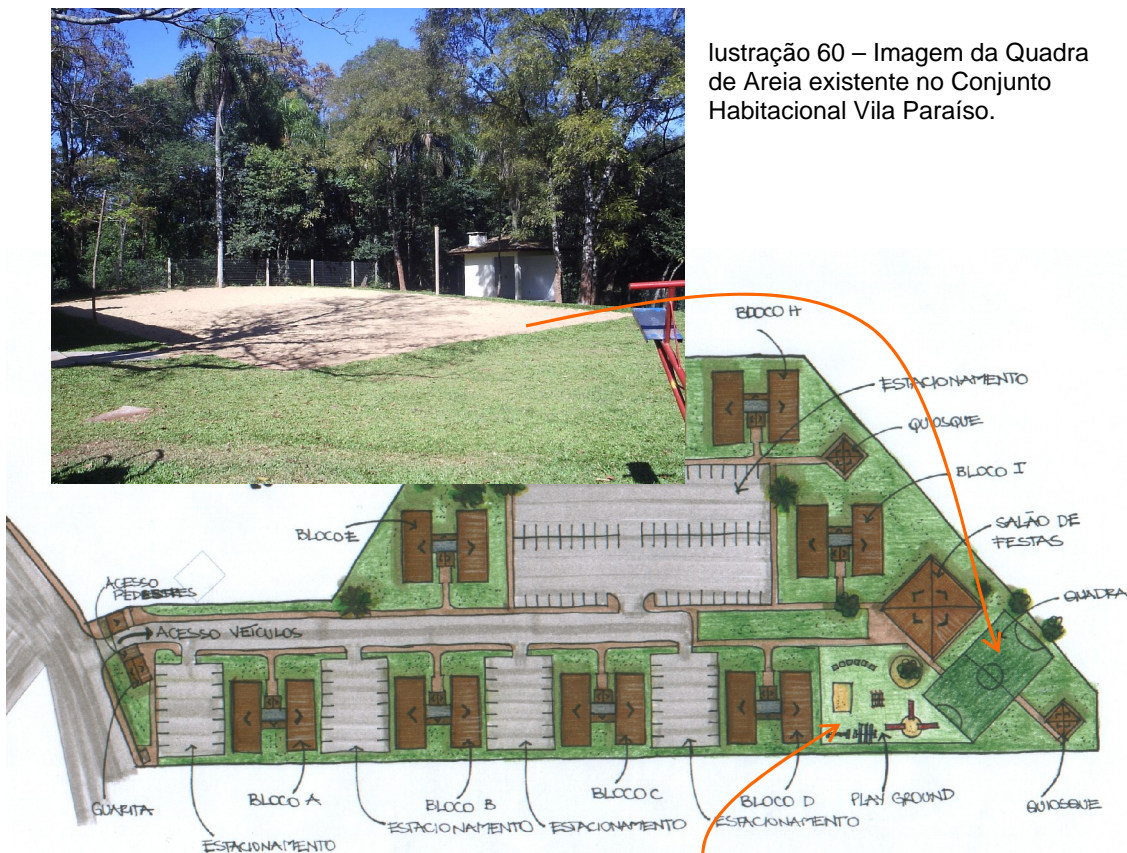 lustração 60 – Imagem da Quadra
de Areia existente no Conjunto
Habitacional Vila Paraíso.
BLOCO H
ESTACIONAMENTO
QUIOSQUE
BLOCO I
SALÃO DE
FESTAS
QUADRA
BLOCO E
ACESSO
PEDESTRES
ACESSO VEÍCULOS
GUARITA
ESTACIONAMENTO
BLOCO A
ESTACIONAMENTO
BLOCO B
ESTACIONAMENTO
BLOCO C
ESTACIONAMENTO
BLOCO D
PLAY GROUND
QUIOSQUE